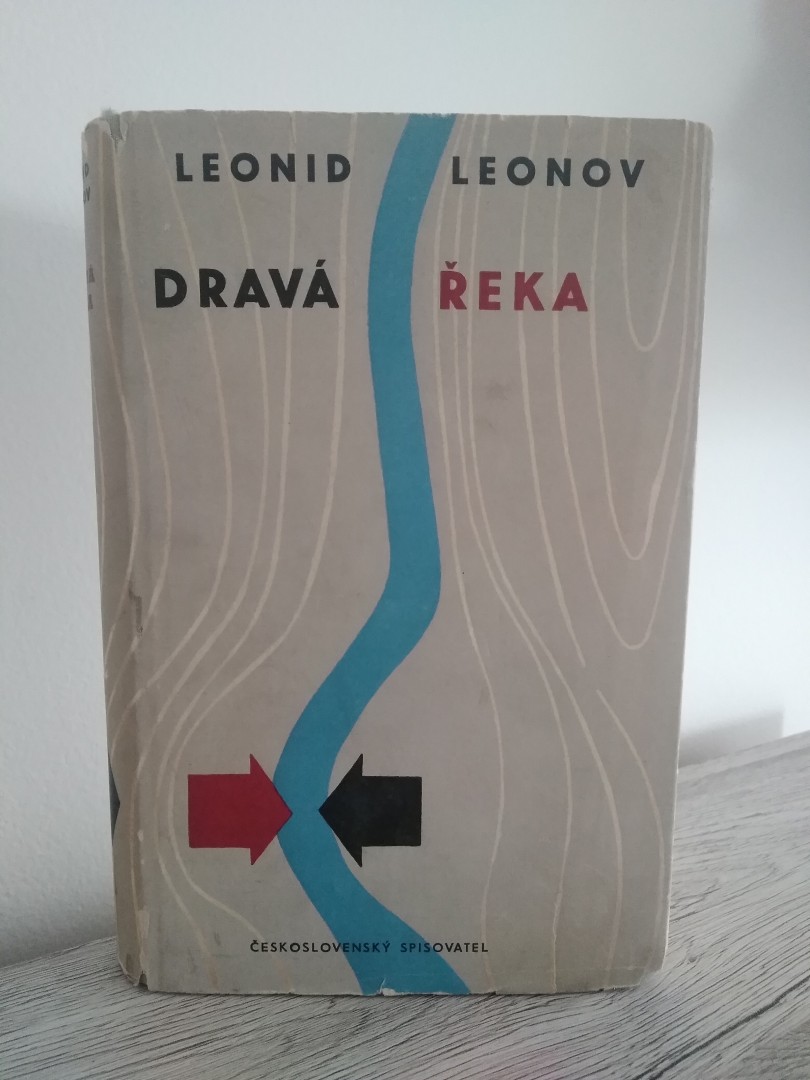 LEONID LEONOV
DRAVÁ ŘEKA
ČESKOSLOVENSKÝ SPISOVATEL